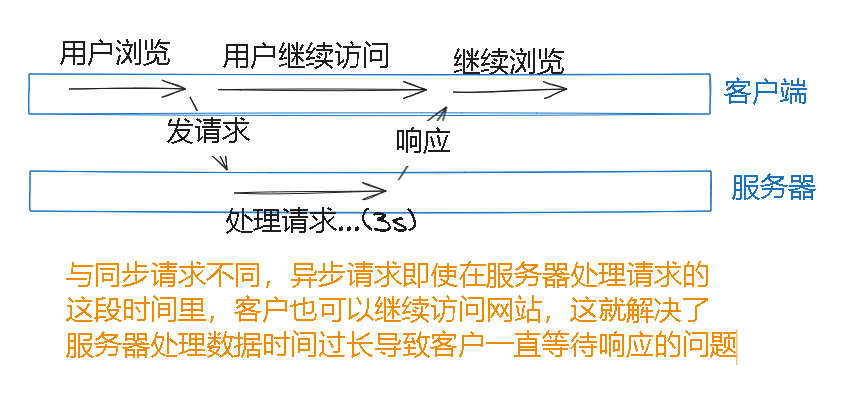 用户浏览
用户继续访问
继续浏览
客户端
发请求
响应
服务器
处理请求...(3s)
与同步请求不同，异步请求即使在服务器处理请求的
这段时间里，客户也可以继续访问网站，这就解决了
服务器处理数据时间过长导致客户一直等待响应的问题